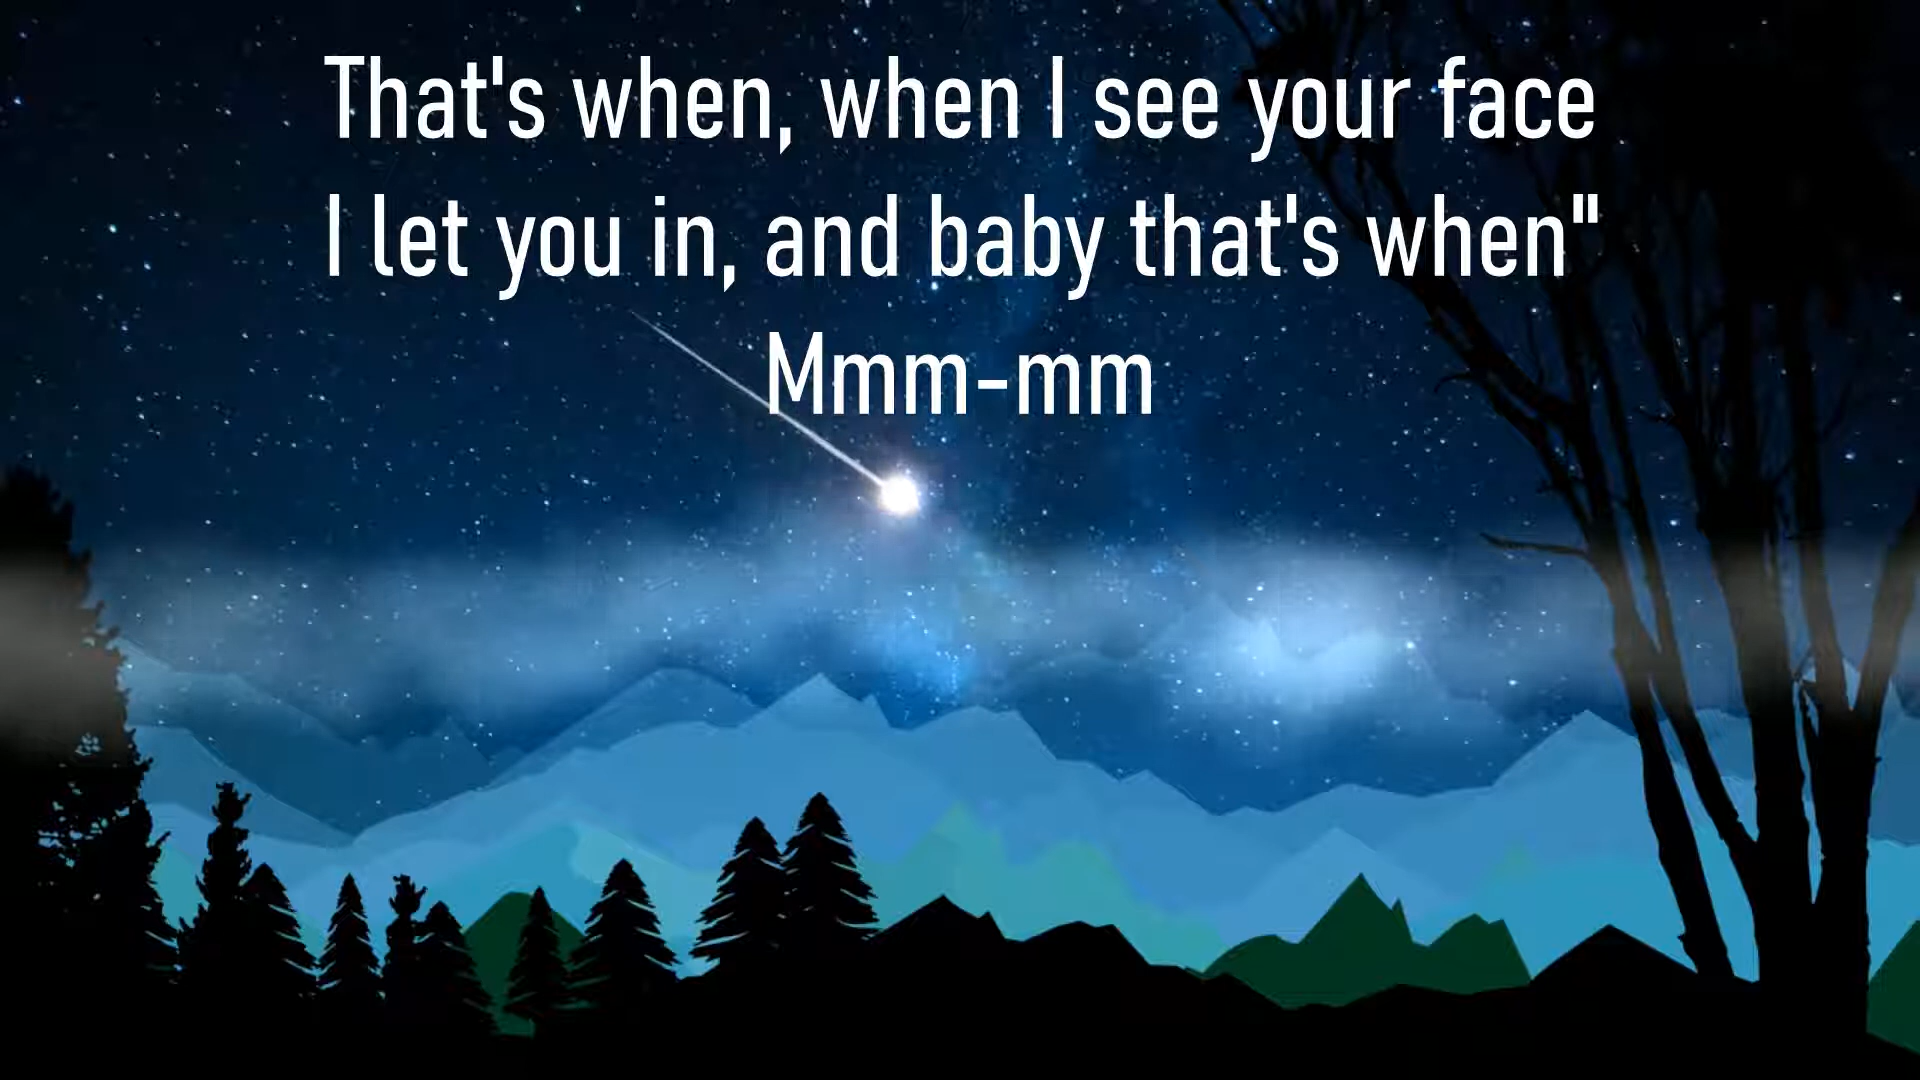 That's when, when I see your face
I let you in, and baby that's when"
Mmm-mm